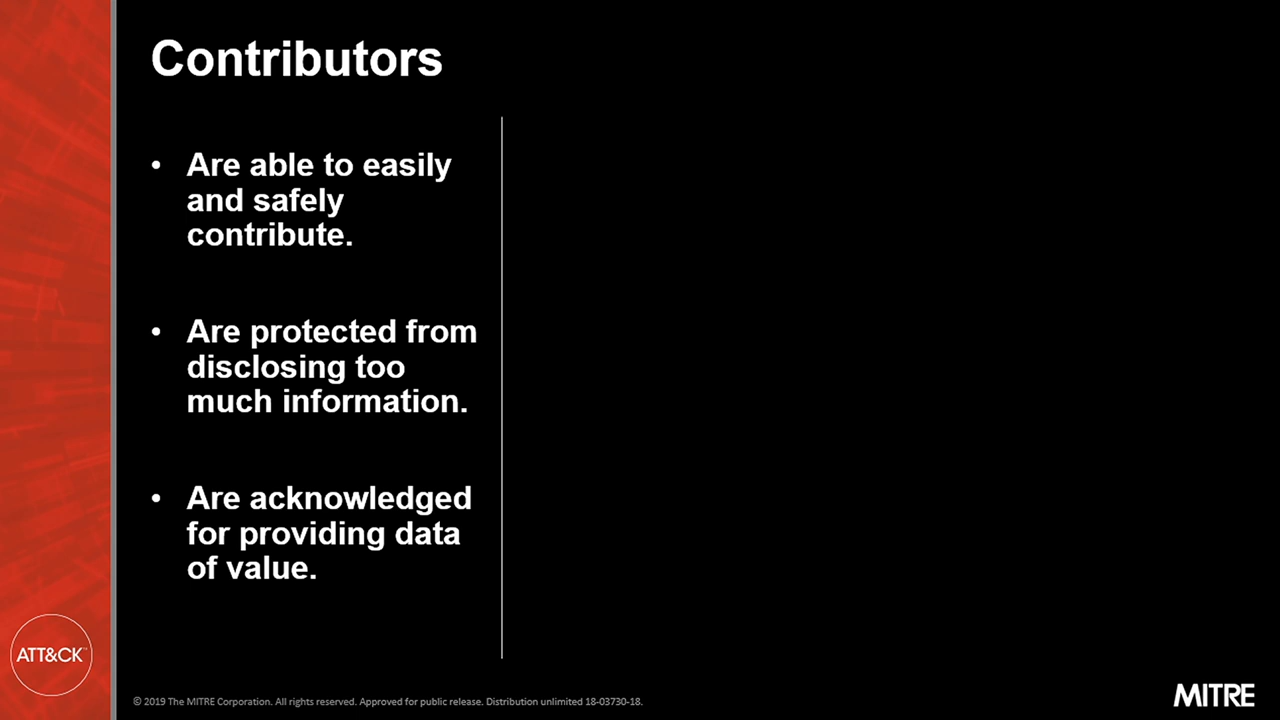 Contributors
• Are able to easily
and safely
contribute.
• Are protected from
disclosing too
much information.
• Are acknowledged
for providing data
of value.
ATT&CK™
© 2019 The MITRE Corporation. All rights reserved. Approved for public release. Distribution unlimited 18-03730-18.
MITRE